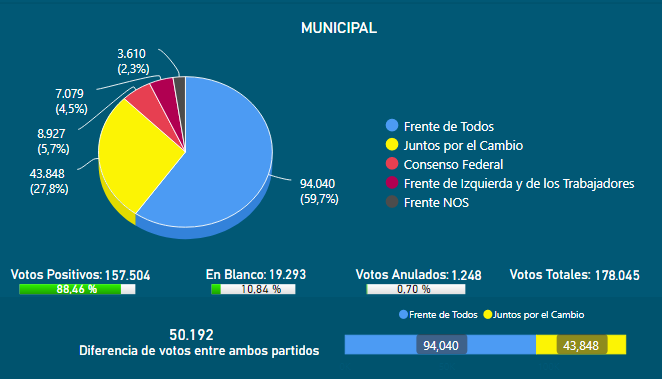 MUNICIPAL
3.610
(2,3%)
7.079
(4,5%)
8.927
(5,7%)
43.848
(27,8%)
94.040
(59,7%)
Frente de Todos
Juntos por el Cambio
Consenso Federal
Frente de Izquierda y de los Trabajadores
Frente NOS
Votos Positivos: 157.504
88,46 %
En Blanco: 19.293
10,84 %
Votos Anulados: 1.248
0,70 %
Votos Totales: 178.045
50.192
Diferencia de votos entre ambos partidos
Frente de Todos Juntos por el Cambio
94,040 43,848